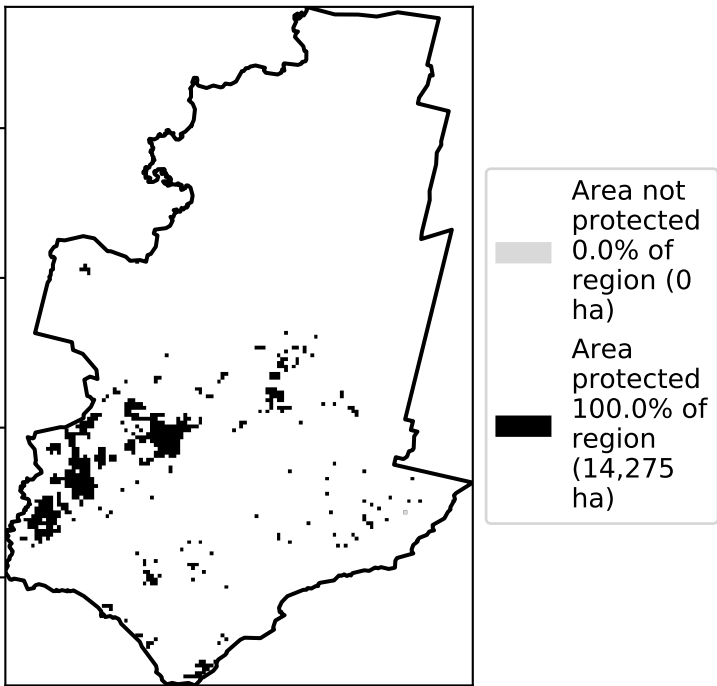 Area not
protected
0.0% of
region (0
ha)
Area
protected
100.0% of
region
(14,275
ha)